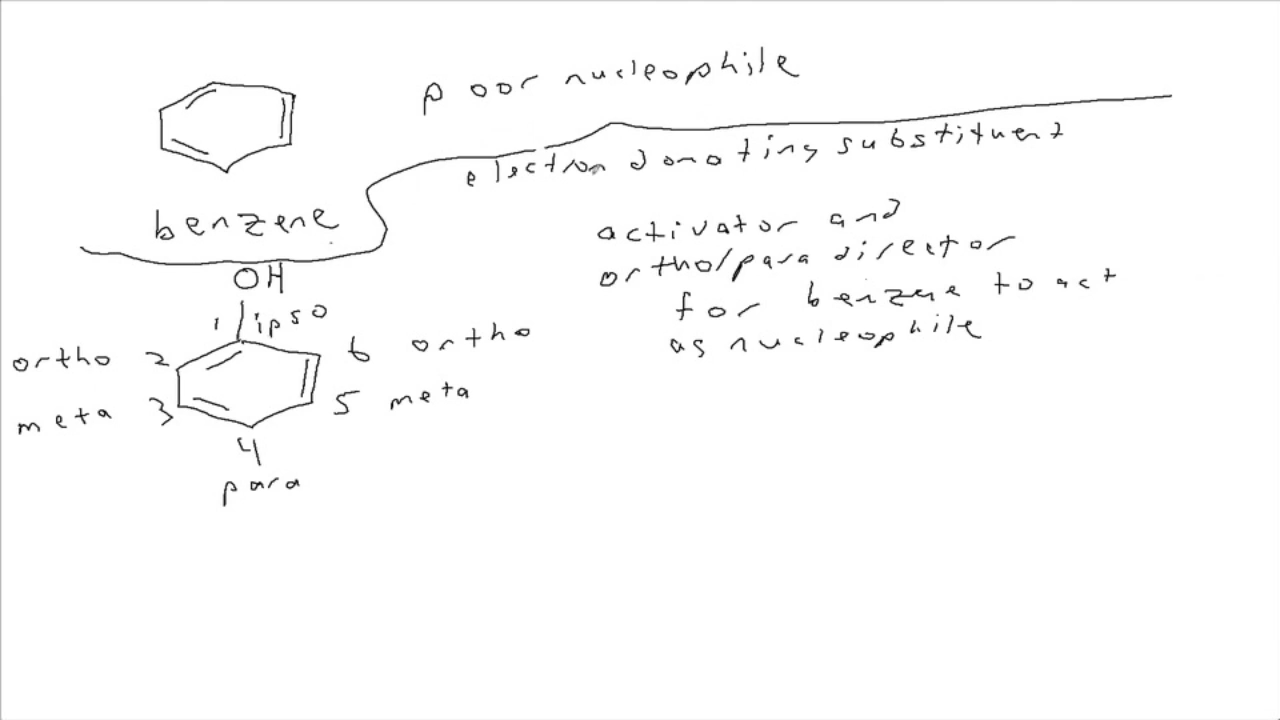 poor nucleophile
benzene
electron donating substituent
activator and
ortho/para director
for benzene to act
as nucleophile
OH
1 ipso
ortho 2 6 ortho
meta 3 5 meta
4
para